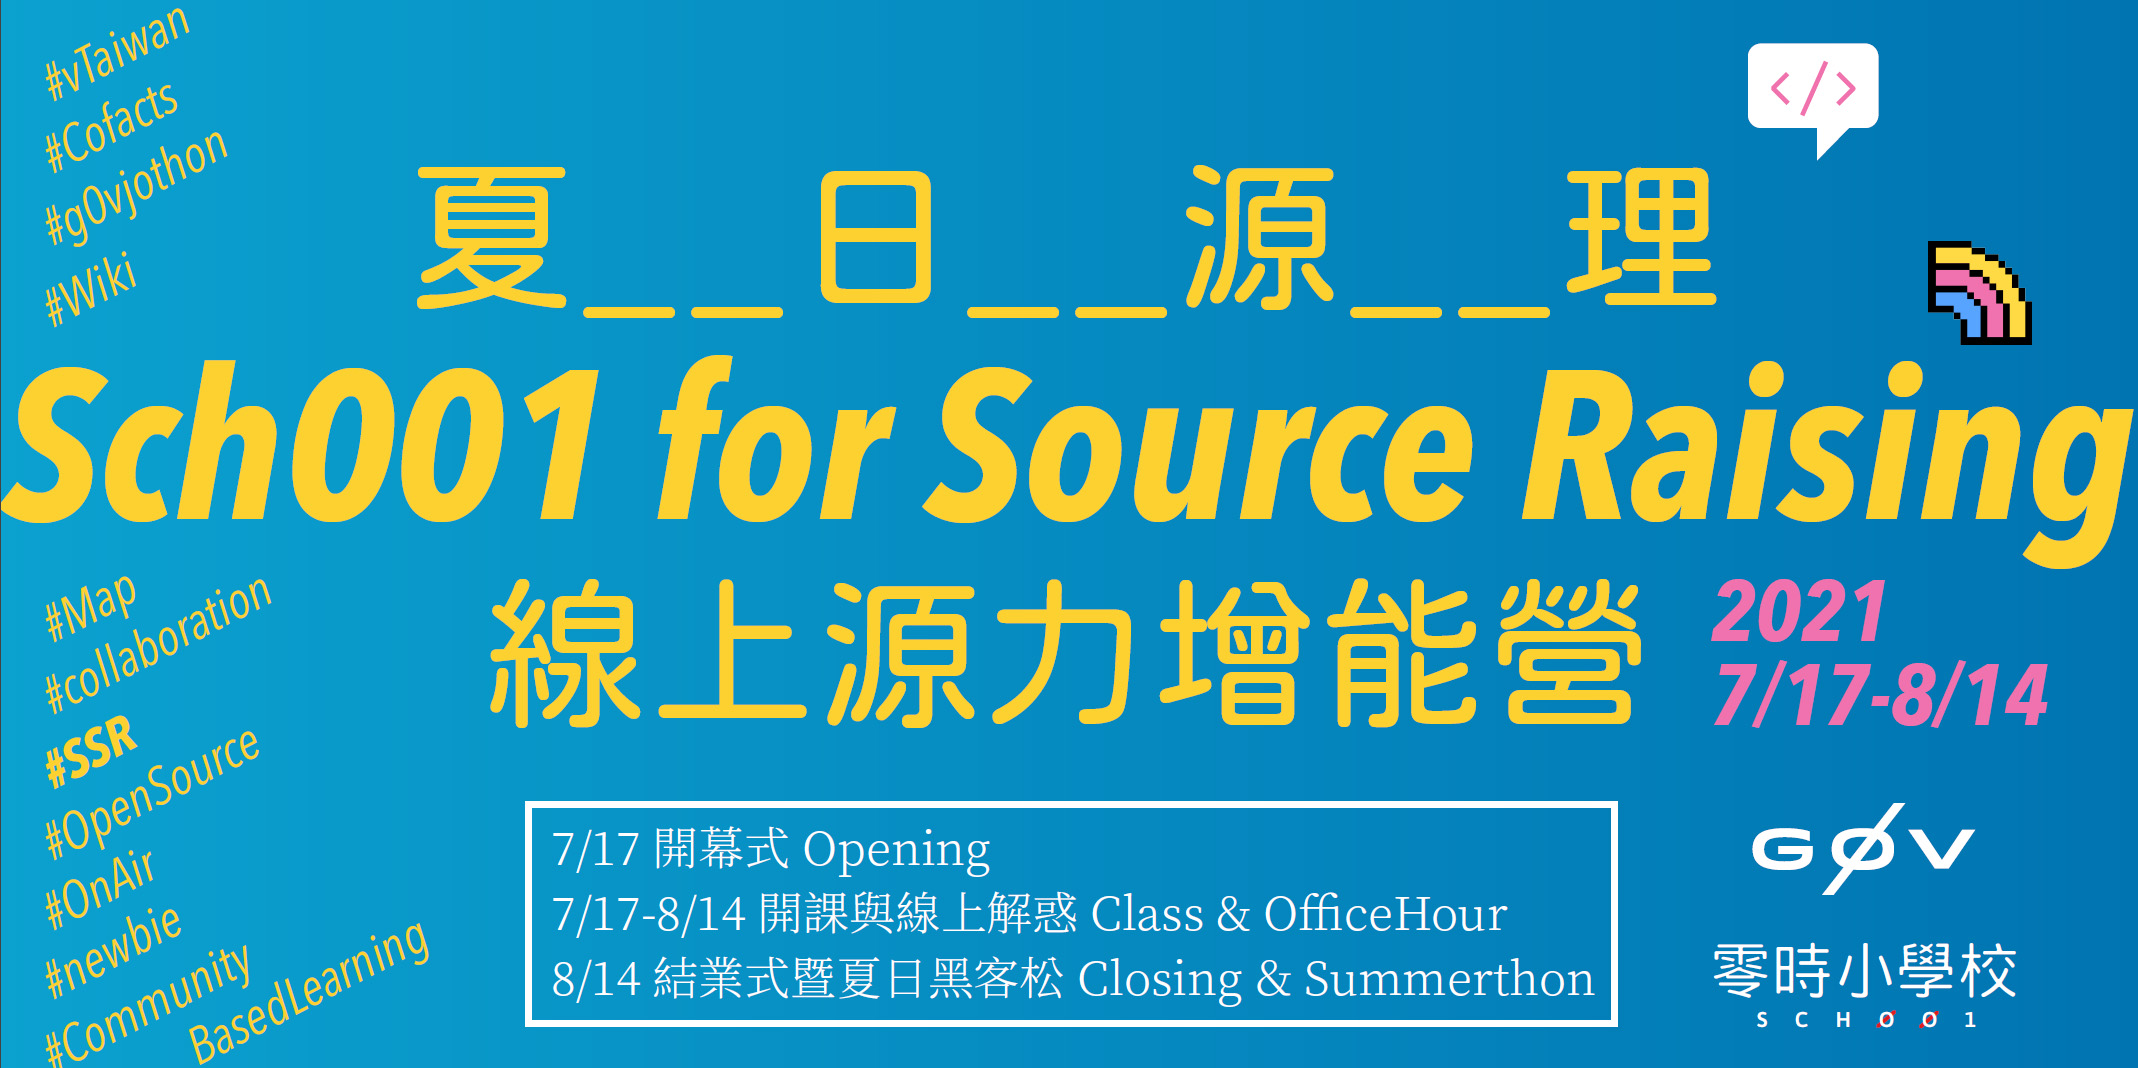 #vTaiwan
#Cofacts
#g0vjothon
#Wiki
</>
夏__日__源__理
Sch001 for Source Raising
線上源力增能營
2021
7/17-8/14
#Map
#collaboration
#SSR
#OpenSource
#OnAir
#newbie
#Community
BasedLearning
7/17 開幕式 Opening
7/17-8/14 開課與線上解惑 Class & OfficeHour
8/14 結業式暨夏日黑客松 Closing & Summerthon
GØV
零時小學校
SCHOO1